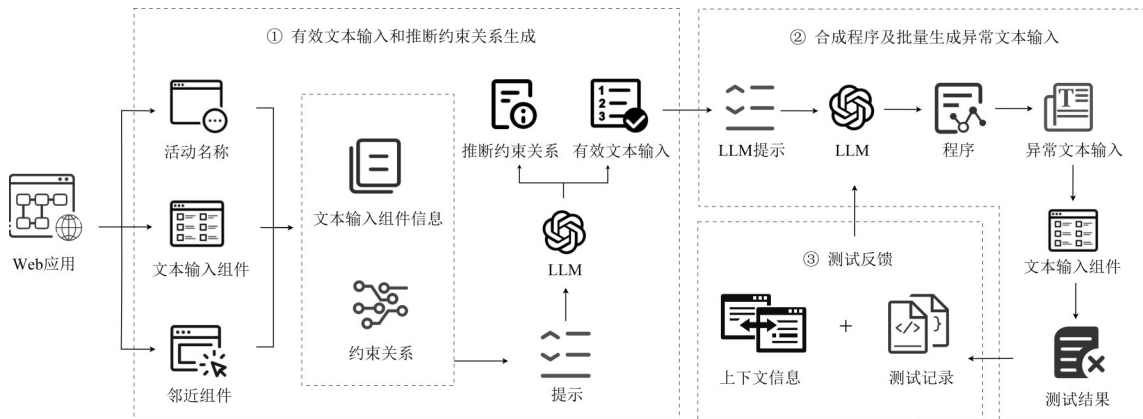 ① 有效文本输入和推断约束关系生成
② 合成程序及批量生成异常文本输入
Web应用
活动名称
文本输入组件
邻近组件
文本输入组件信息
约束关系
推断约束关系
1
2
3
有效文本输入
LLM
提示
LLM提示
LLM
程序
T
异常文本输入
文本输入组件
测试结果
③ 测试反馈
上下文信息
+
</>
}
测试记录